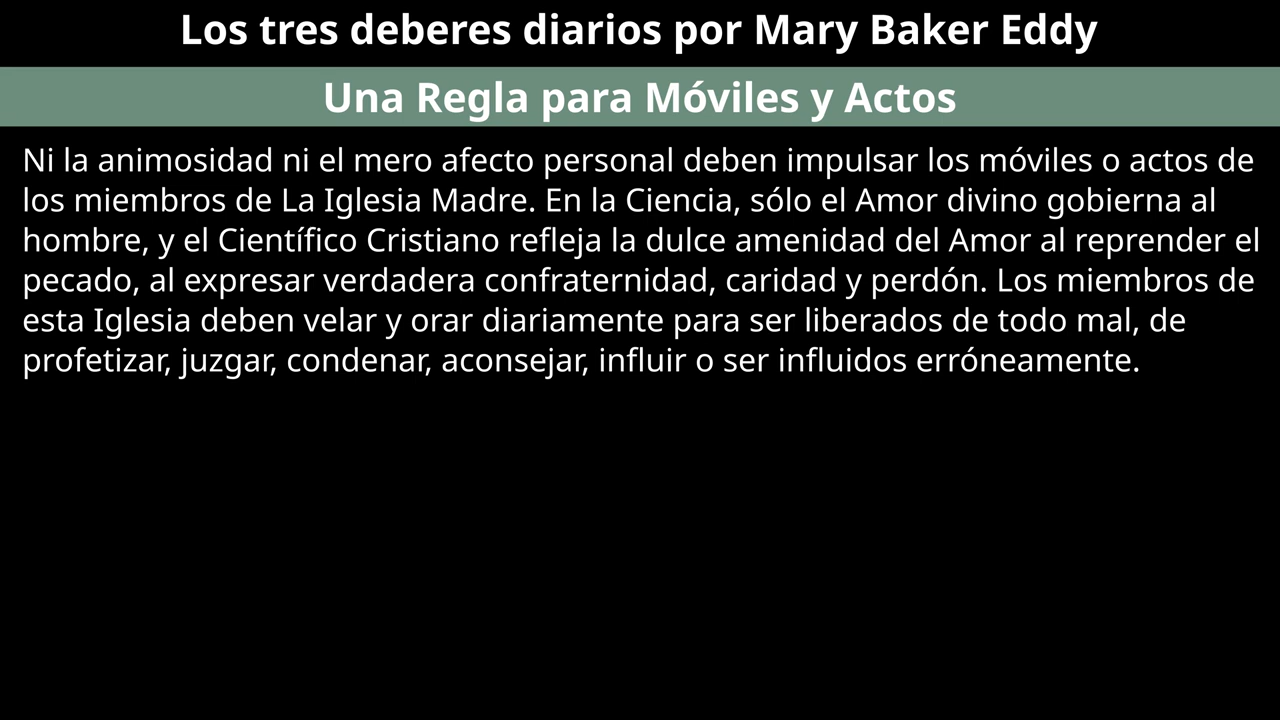 Los tres deberes diarios por Mary Baker Eddy
Una Regla para Móviles y Actos
Ni la animosidad ni el mero afecto personal deben impulsar los móviles o actos de
los miembros de La Iglesia Madre. En la Ciencia, sólo el Amor divino gobierna al
hombre, y el Científico Cristiano refleja la dulce amenidad del Amor al reprender el
pecado, al expresar verdadera confraternidad, caridad y perdón. Los miembros de
esta Iglesia deben velar y orar diariamente para ser liberados de todo mal, de
profetizar, juzgar, condenar, aconsejar, influir o ser influidos erróneamente.